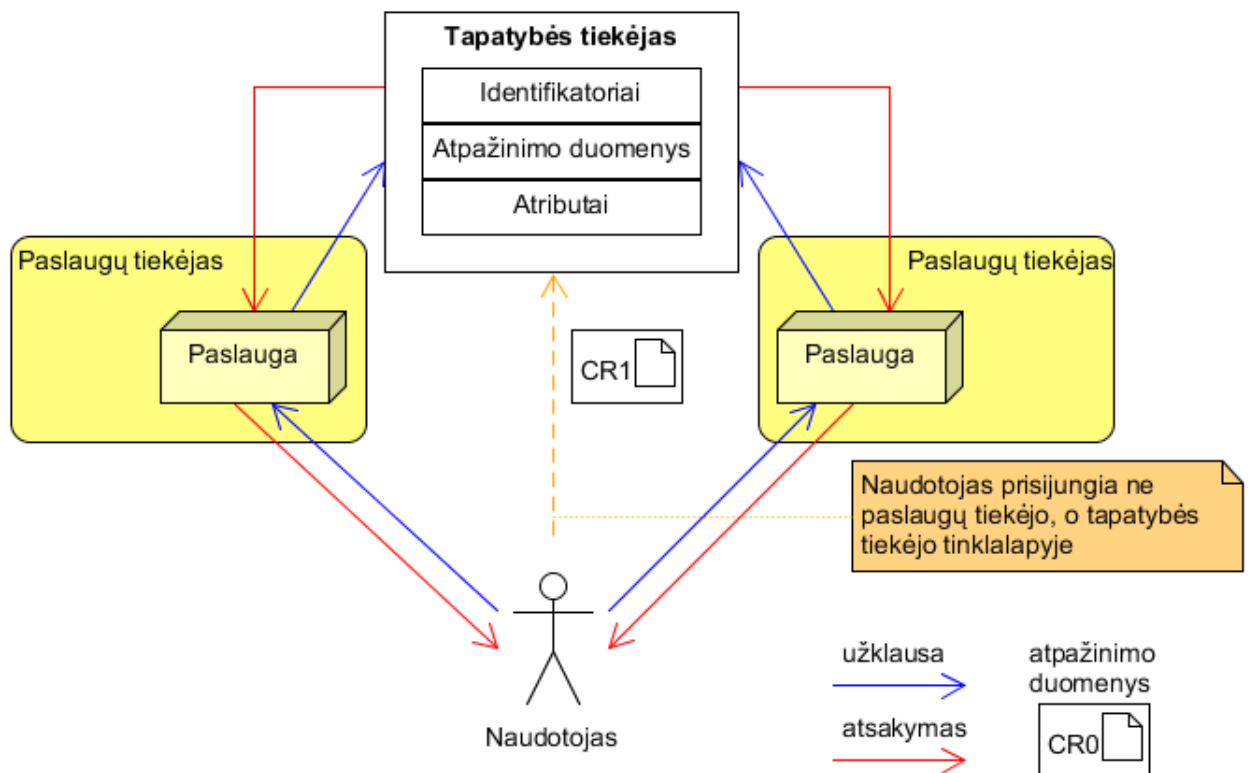 Tapatybės tiekėjas
Identifikatoriai
Atpažinimo duomenys
Atributai
Paslaugų tiekėjas
Paslaugų tiekėjas
Paslauga
Paslauga
CR1
Naudotojas prisijungia ne
paslaugų tiekėjo, o tapatybės
tiekėjo tinklalapyje
Naudotojas
užklausa
atsakymas
atpažinimo
duomenys
CR0